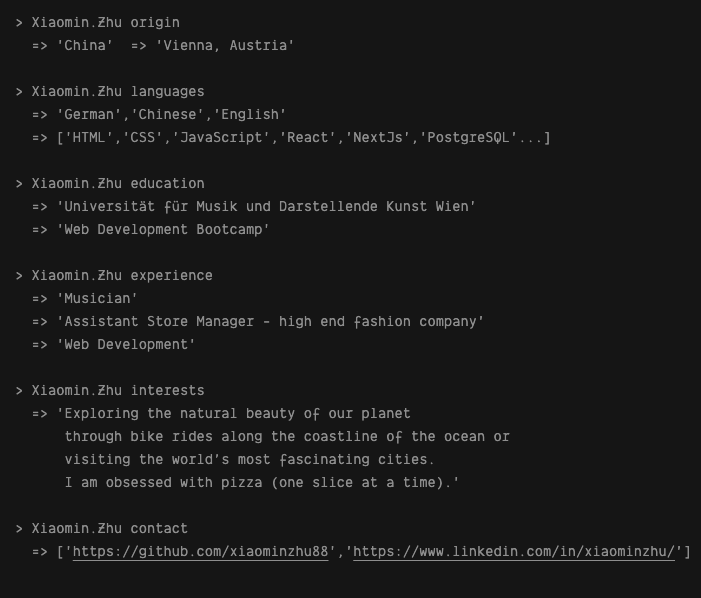 > Xiaomin.Zhu origin
=> 'China'  => 'Vienna, Austria'
> Xiaomin.Zhu languages
=> 'German','Chinese','English'
=> ['HTML','CSS','JavaScript','React','NextJs','PostgreSQL'...]
> Xiaomin.Zhu education
=> 'Universität für Musik und Darstellende Kunst Wien'
=> 'Web Development Bootcamp'
> Xiaomin.Zhu experience
=> 'Musician'
=> 'Assistant Store Manager - high end fashion company'
=> 'Web Development'
> Xiaomin.Zhu interests
=> 'Exploring the natural beauty of our planet
through bike rides along the coastline of the ocean or
visiting the world’s most fascinating cities.
I am obsessed with pizza (one slice at a time).'
> Xiaomin.Zhu contact
=> ['https://github.com/xiaominzhu88','https://www.linkedin.com/in/xiaominzhu/']